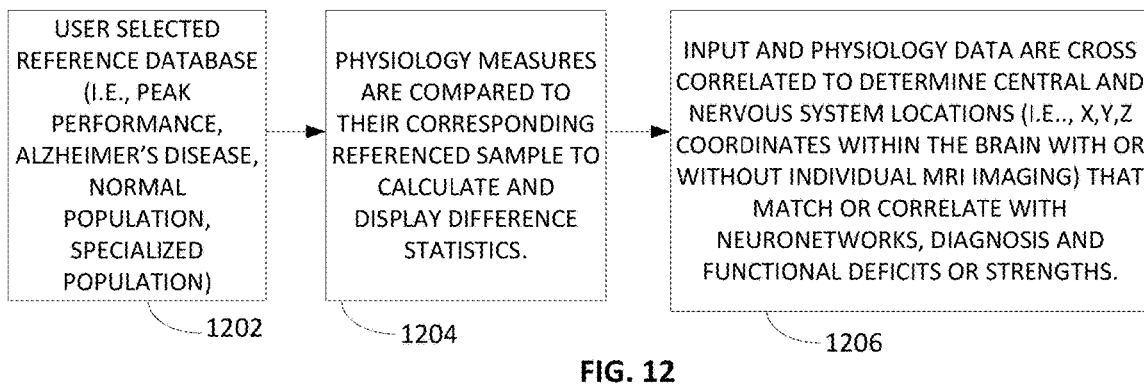 USER SELECTED
REFERENCE DATABASE
(I.E., PEAK
PERFORMANCE,
ALZHEIMER'S DISEASE,
NORMAL
POPULATION,
SPECIALIZED
POPULATION)
1202
PHYSIOLOGY MEASURES
ARE COMPARED TO
THEIR CORRESPONDING
REFERENCED SAMPLE TO
CALCULATE AND
DISPLAY DIFFERENCE
STATISTICS.
1204
INPUT AND PHYSIOLOGY DATA ARE CROSS
CORRELATED TO DETERMINE CENTRAL AND
NERVOUS SYSTEM LOCATIONS (I.E.., X,Y,Z
COORDINATES WITHIN THE BRAIN WITH OR
WITHOUT INDIVIDUAL MRI IMAGING) THAT
MATCH OR CORRELATE WITH
NEURONETWORKS, DIAGNOSIS AND
FUNCTIONAL DEFICITS OR STRENGTHS.
1206
FIG. 12